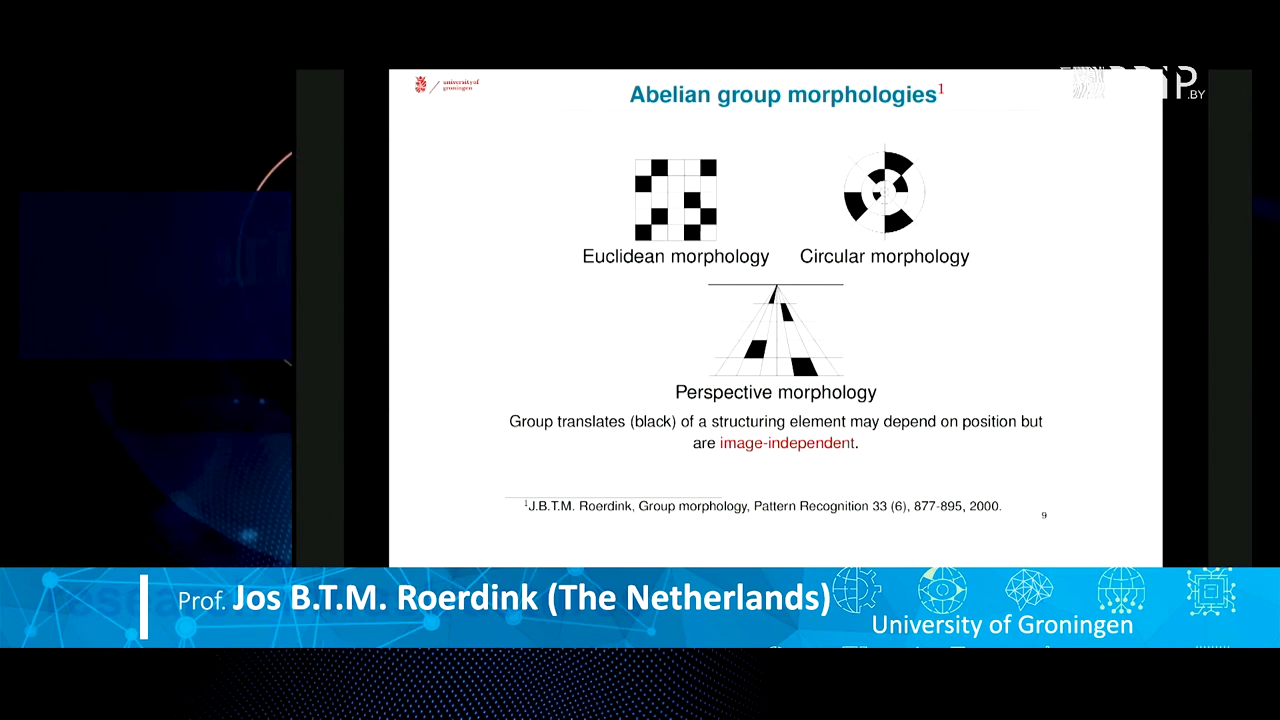 university of
groningen
Abelian group morphologies1
P.BY
Euclidean morphology
Circular morphology
Perspective morphology
Group translates (black) of a structuring element may depend on position but
are image-independent.
1J.B.T.M. Roerdink, Group morphology, Pattern Recognition 33 (6), 877-895, 2000.
9
Prof. Jos B.T.M. Roerdink (The Netherlands)
University of Groningen